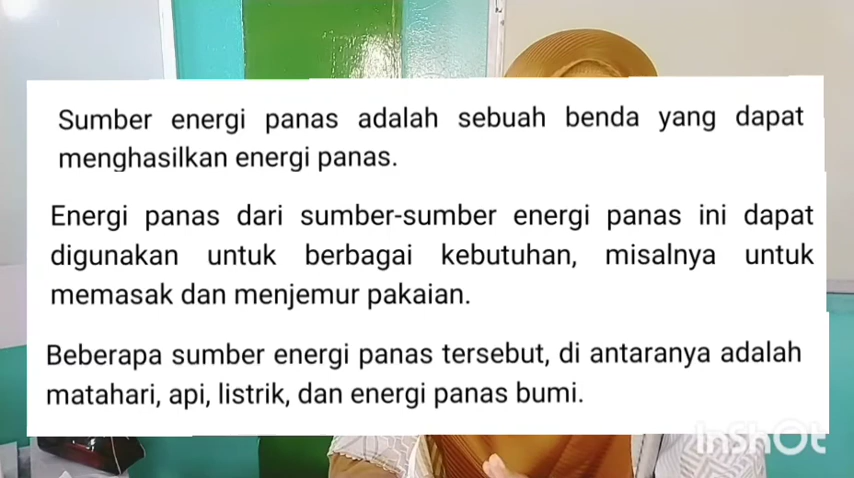 Sumber energi panas adalah sebuah benda yang dapat
menghasilkan energi panas.
Energi panas dari sumber-sumber energi panas ini dapat
digunakan untuk berbagai kebutuhan, misalnya untuk
memasak dan menjemur pakaian.
Beberapa sumber energi panas tersebut, di antaranya adalah
matahari, api, listrik, dan energi panas bumi.
InShOt